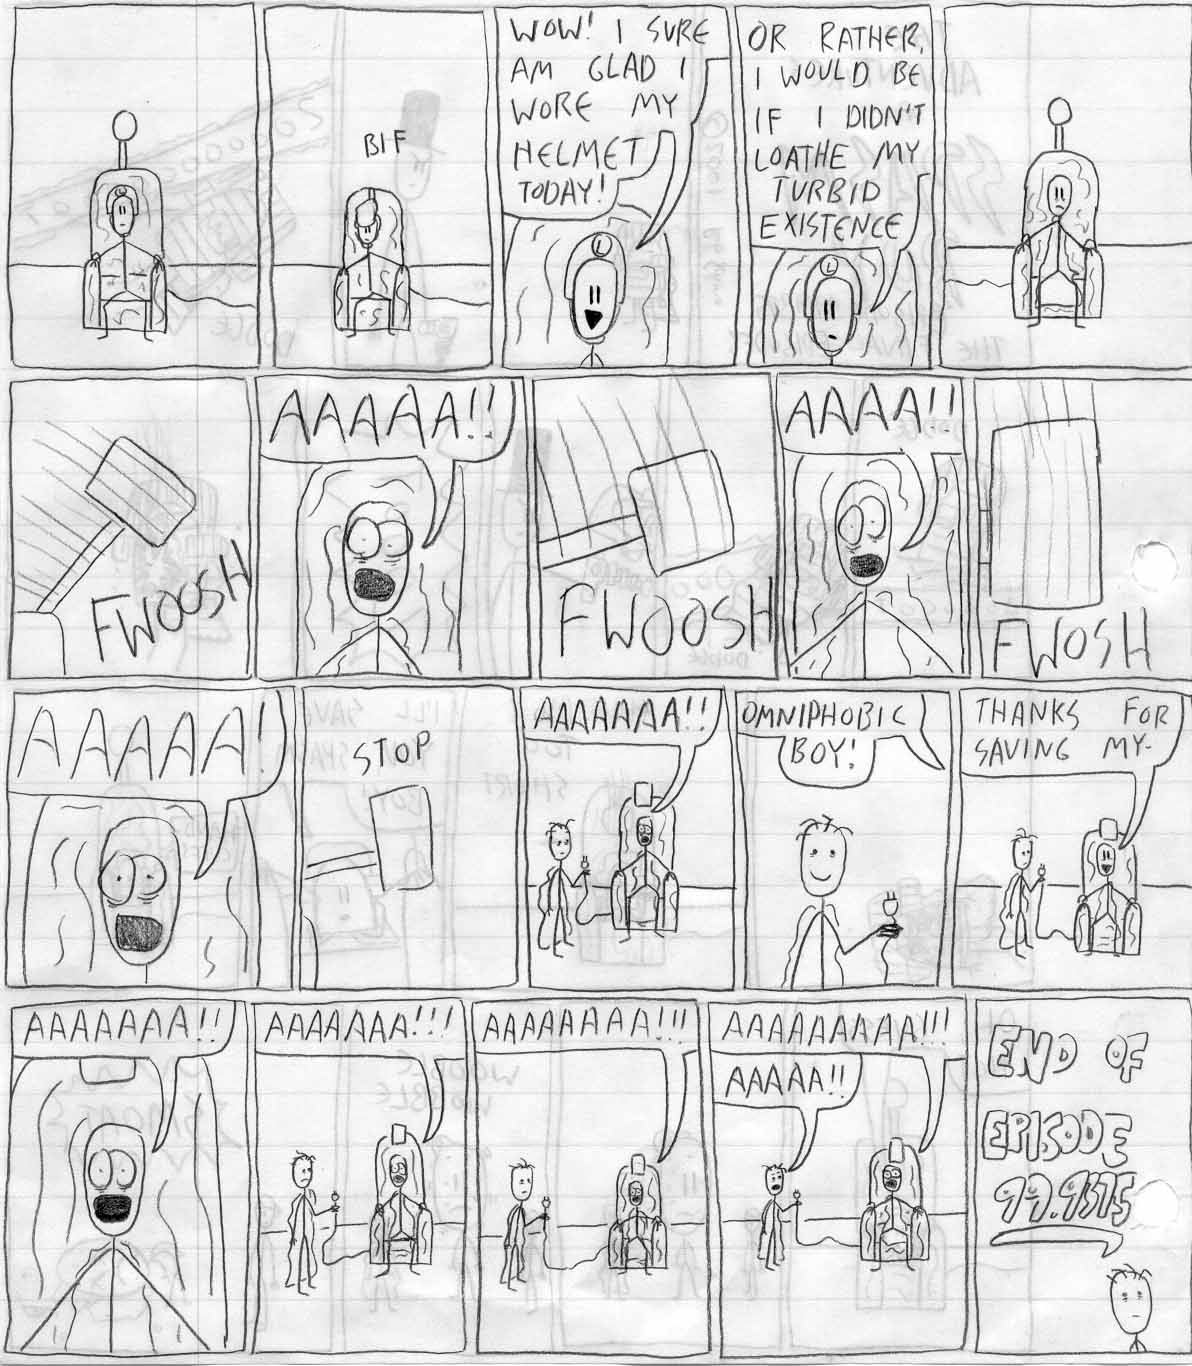 BIF
WOW! I SURE
AM GLAD I
WORE MY
HELMET
TODAY!
L
OR RATHER,
I WOULD BE
IF I DIDN'T
LOATHE MY
TURBID
EXISTENCE
L
FWOOSH
AAAAA!!
FWOOSH
AAAA!!
FWOSH
AAAAA!
STOP
AAAAAAA!!
OMNIPHOBIC
BOY!
THANKS FOR
SAVING MY-
AAAAAAA!!
AAAAAAA!!!
AAAAAAAA!!!
AAAAAAAAA!!!
AAAAA!!
END OF
EPISODE
99.9375